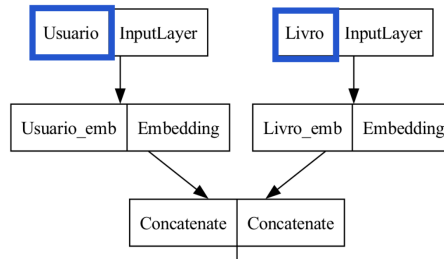 Usuario InputLayer Livro InputLayer
Usuario_emb Embedding Livro_emb Embedding
Concatenate Concatenate